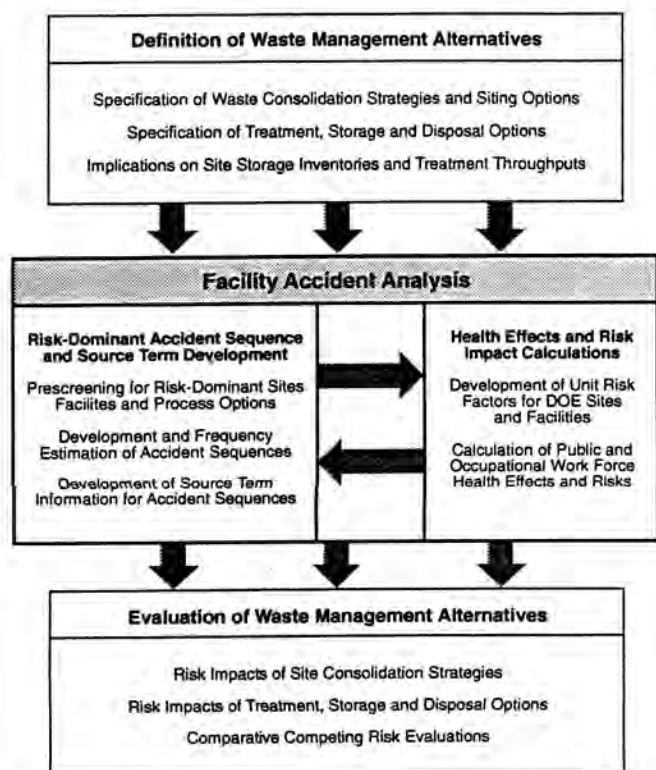 Definition of Waste Management Alternatives
Specification of Waste Consolidation Strategies and Siting Options
Specification of Treatment, Storage and Disposal Options
Implications on Site Storage Inventories and Treatment Throughputs
Facility Accident Analysis
Risk-Dominant Accident Sequence
and Source Term Development
Prescreening for Risk-Dominant Sites
Facilites and Process Options
Development and Frequency
Estimation of Accident Sequences
Development of Source Term
Information for Accident Sequences
Health Effects and Risk
Impact Calculations
Development of Unit Risk
Factors for DOE Sites
and Facilities
Calculation of Public and
Occupational Work Force
Health Effects and Risks
Evaluation of Waste Management Alternatives
Risk Impacts of Site Consolidation Strategies
Risk Impacts of Treatment, Storage and Disposal Options
Comparative Competing Risk Evaluations